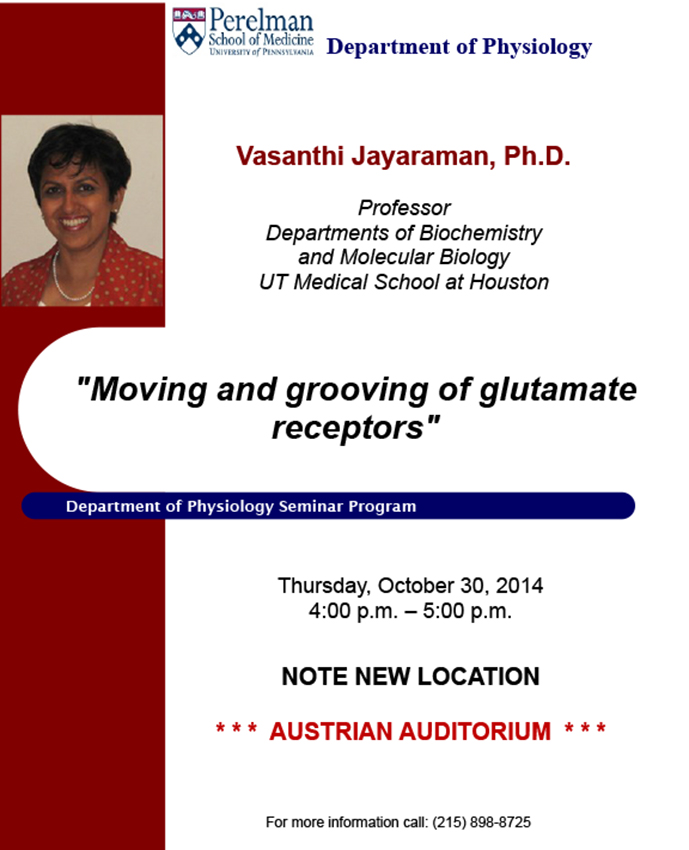 Perelman
School of Medicine
UNIVERSITY of PENNSYLVANIA
Department of Physiology
Vasanthi Jayaraman, Ph.D.
Professor
Departments of Biochemistry
and Molecular Biology
UT Medical School at Houston
"Moving and grooving of glutamate
receptors"
Department of Physiology Seminar Program
Thursday, October 30, 2014
4:00 p.m. – 5:00 p.m.
NOTE NEW LOCATION
* * * AUSTRIAN AUDITORIUM * * *
For more information call: (215) 898-8725